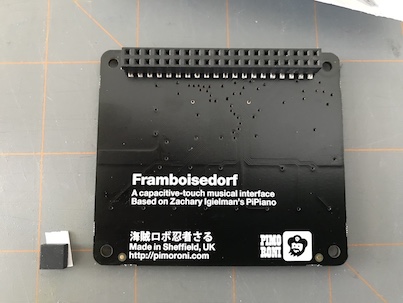 Framboisedorf
A capacitive-touch musical interface
Based on Zachary Igielman's PiPiano
海賊ロボ忍者さる
Made in Sheffield, UK
http://pimoroni.com
PIMO
RONI